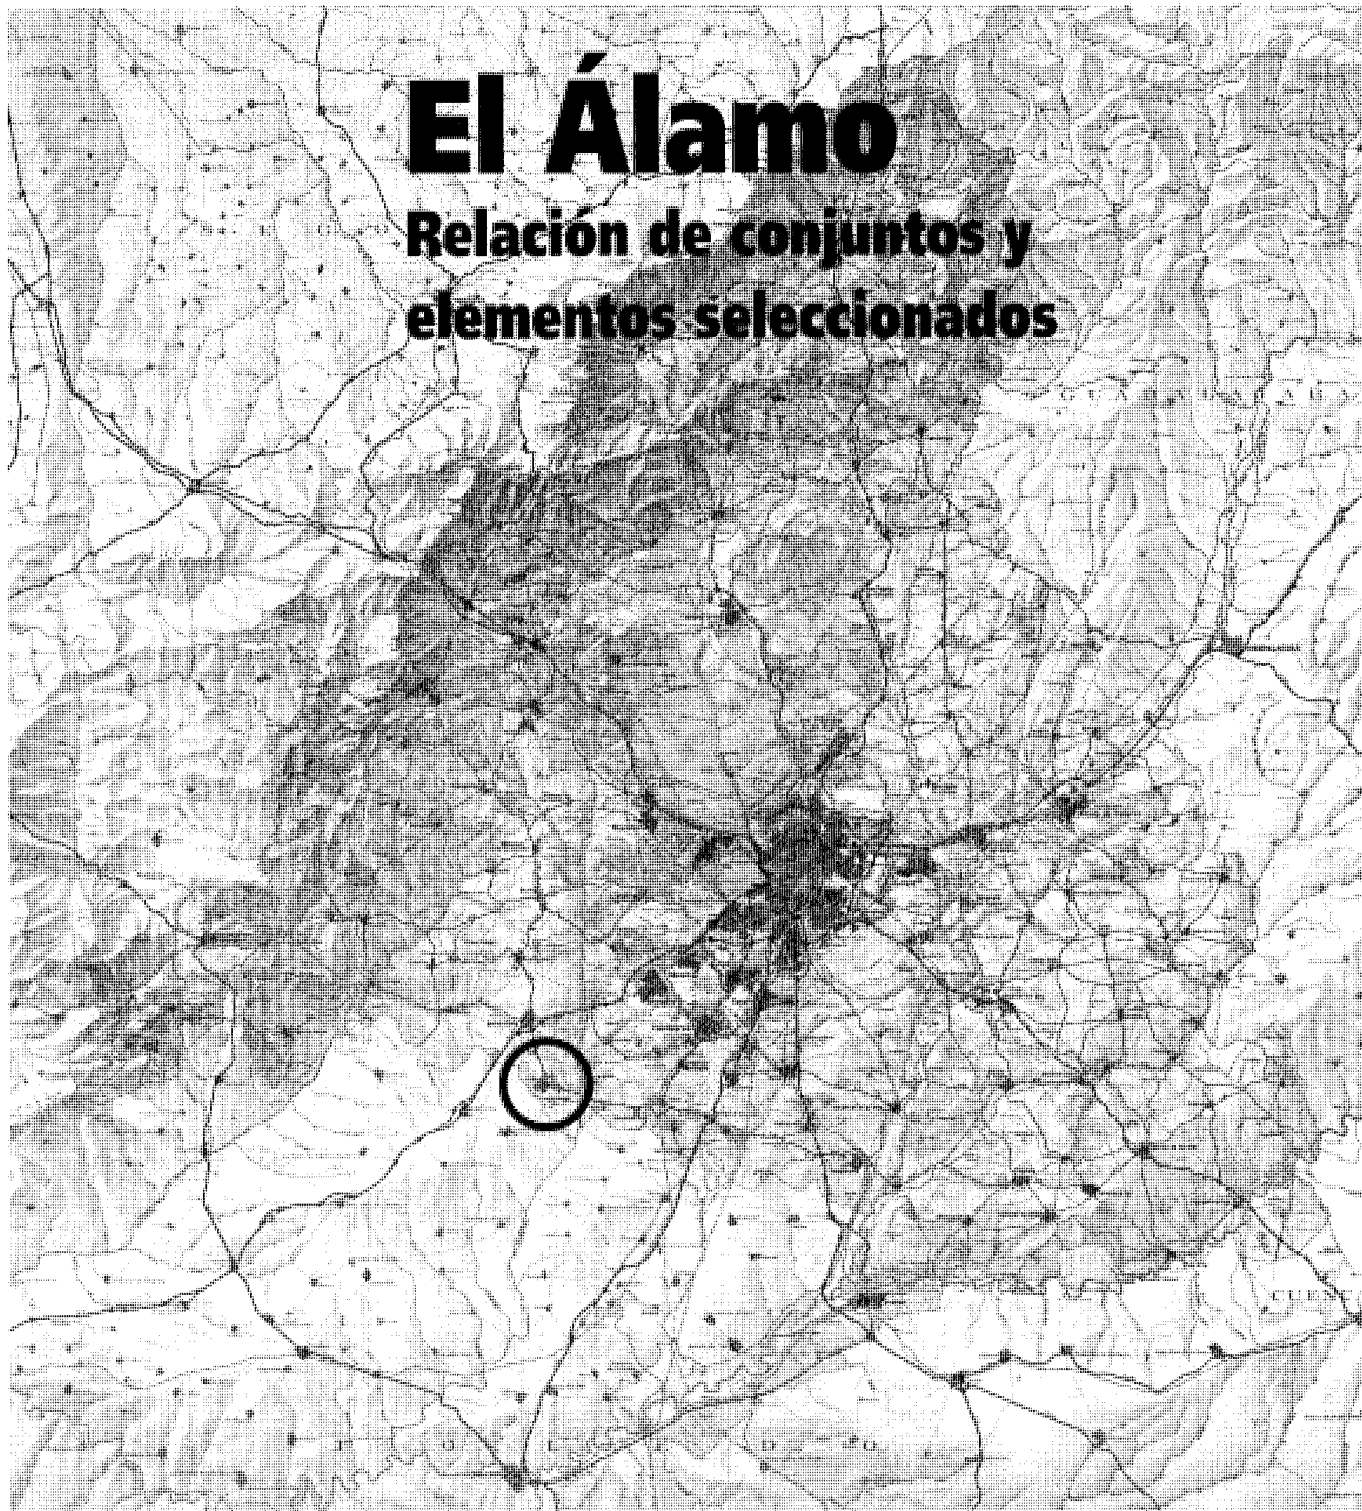 El Álamo
Relación de conjuntos y
elementos seleccionados